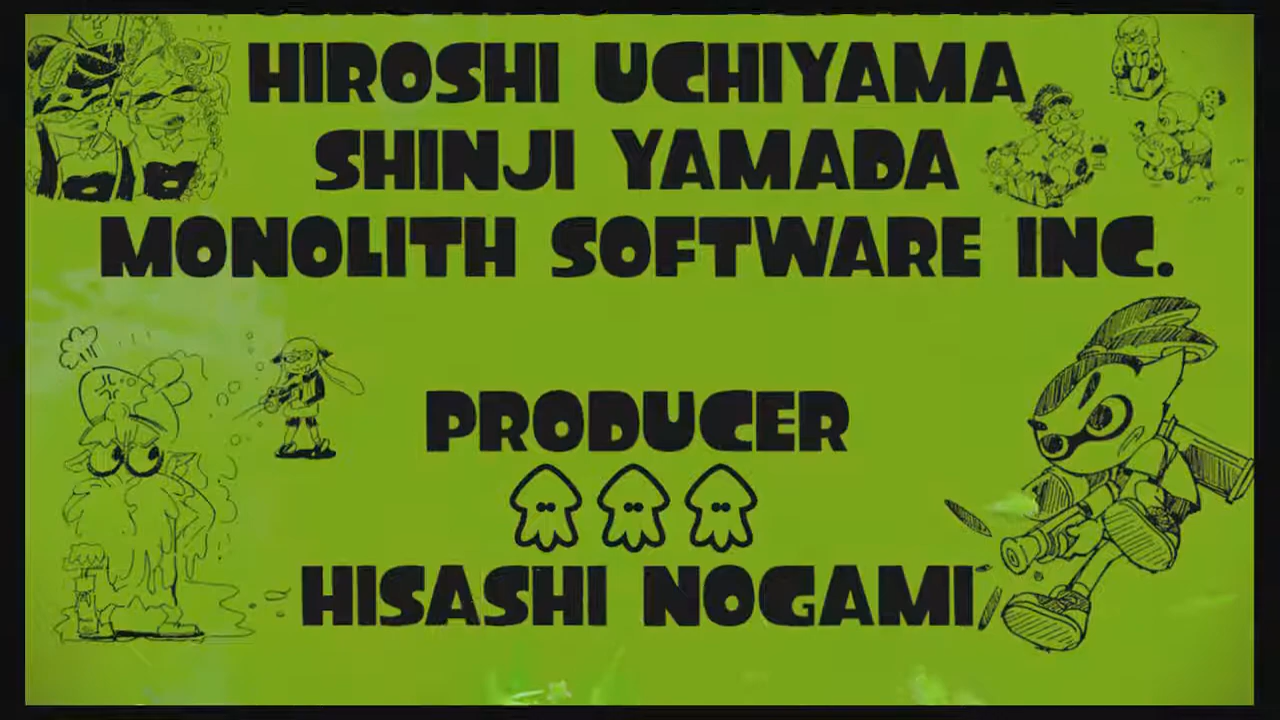 HIROSHI UCHIYAMA
SHINJI YAMADA
MONOLITH SOFTWARE INC.
PRODUCER
HISASHI NOGAMI